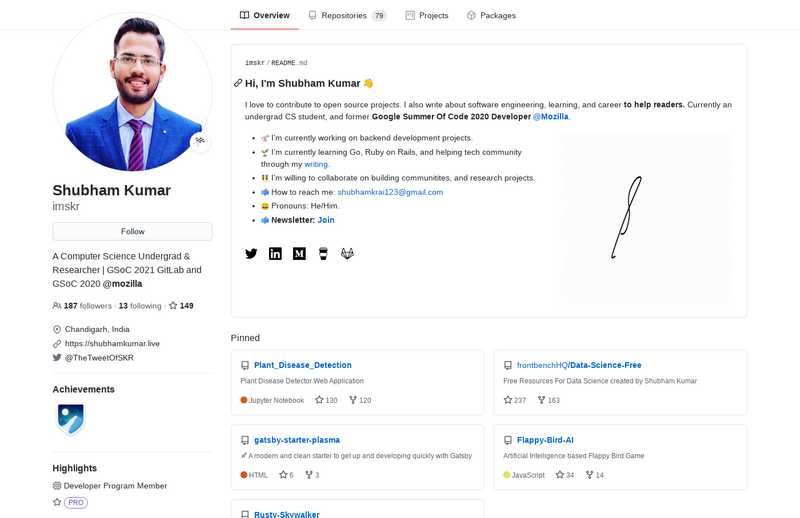 Overview
Repositories 79
Projects
Packages
Shubham Kumar
imskr
Follow
A Computer Science Undergrad &
Researcher | GSoC 2021 GitLab and
GSoC 2020 @mozilla
187 followers · 13 following · 149
Chandigarh, India
https://shubhamkumar.live
@TheTweetOfSKR
Achievements
Highlights
Developer Program Member
PRO
imskr / README.md
Hi, I'm Shubham Kumar 👋
I love to contribute to open source projects. I also write about software engineering, learning, and career to help readers. Currently an
undergrad CS student, and former Google Summer Of Code 2020 Developer @Mozilla.
I'm currently working on backend development projects.
I'm currently learning Go, Ruby on Rails, and helping tech community
through my writing.
I'm willing to collaborate on building communitites, and research projects.
How to reach me: shubhamkrai123@gmail.com
Pronouns: He/Him.
Newsletter: Join
Pinned
Plant_Disease_Detection
Plant Disease Detector Web Application
Jupyter Notebook 130 120
frontbenchHQ/Data-Science-Free
Free Resources For Data Science created by Shubham Kumar
237 163
gatsby-starter-plasma
A modern and clean starter to get up and developing quickly with Gatsby
HTML 6 3
Flappy-Bird-AI
Artificial Intelligence based Flappy Bird Game
JavaScript 34 14
Rusty-Skywalker